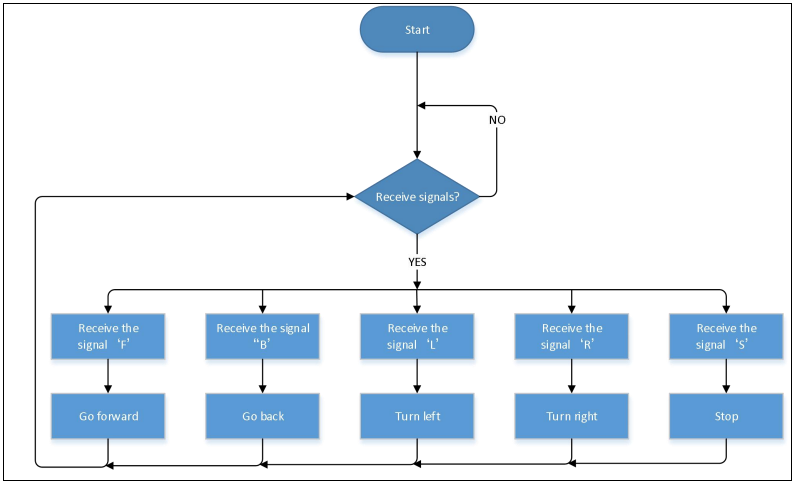 Start
NO
Receive signals?
YES
Receive the
signal ‘F’
Receive the signal
“B’
Receive the
signal ‘L’
Receive the
signal ‘R’
Receive the
signal ‘S’
Go forward
Go back
Turn left
Turn right
Stop